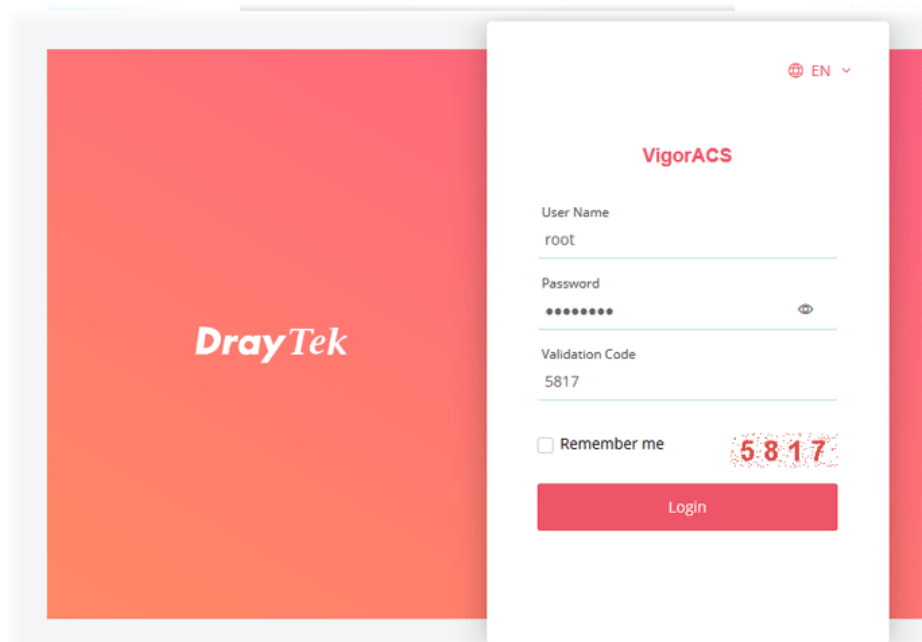 EN
VigorACS
User Name
root
Password
••••••••
DrayTek
Validation Code
5817
Remember me
5817
Login